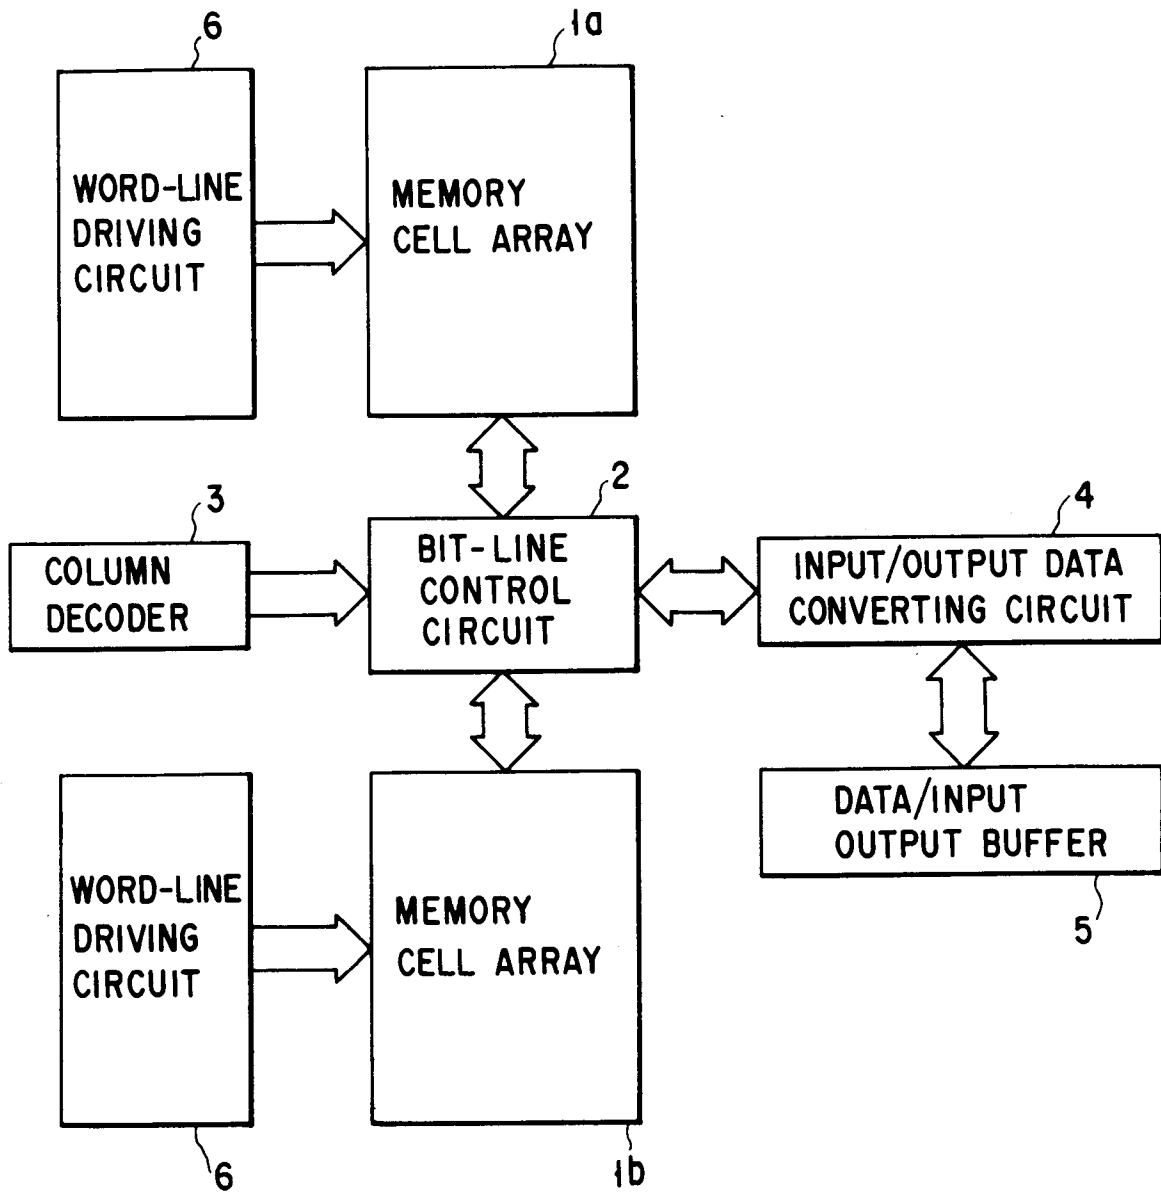 6
1a
WORD-LINE
DRIVING
CIRCUIT
MEMORY
CELL ARRAY
3
2
4
COLUMN
DECODER
BIT-LINE
CONTROL
CIRCUIT
INPUT/OUTPUT DATA
CONVERTING CIRCUIT
DATA/INPUT
OUTPUT BUFFER
5
WORD-LINE
DRIVING
CIRCUIT
MEMORY
CELL ARRAY
6
1b